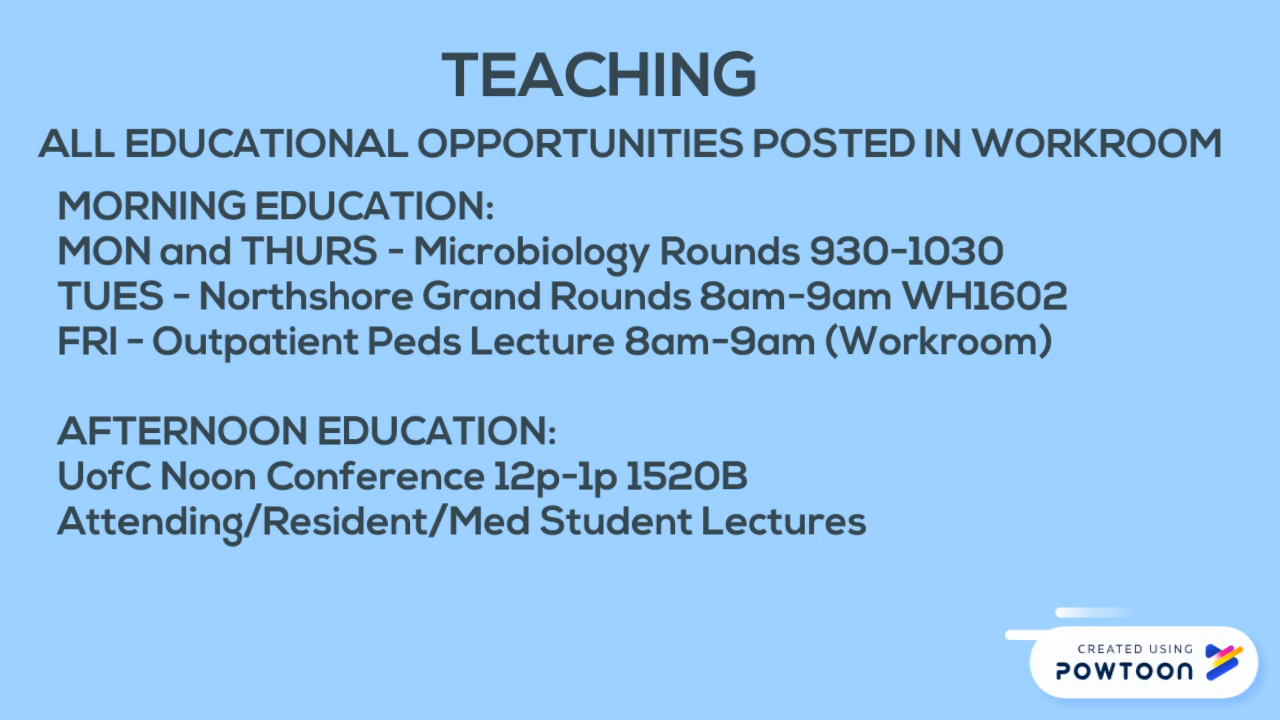 TEACHING
ALL EDUCATIONAL OPPORTUNITIES POSTED IN WORKROOM
MORNING EDUCATION:
MON and THURS - Microbiology Rounds 930-1030
TUES - Northshore Grand Rounds 8am-9am WH1602
FRI - Outpatient Peds Lecture 8am-9am (Workroom)
AFTERNOON EDUCATION:
UofC Noon Conference 12p-1p 1520B
Attending/Resident/Med Student Lectures
CREATED USING
POWTOON